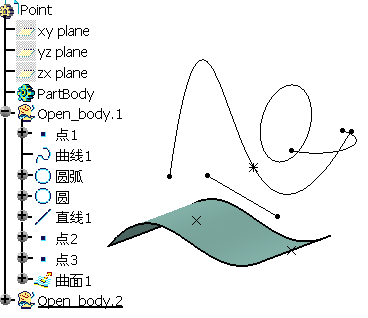 Point
xy plane
yz plane
zx plane
PartBody
Open_body.1
点1
曲线1
圆弧
圆
直线1
点2
点3
曲面1
Open_body.2